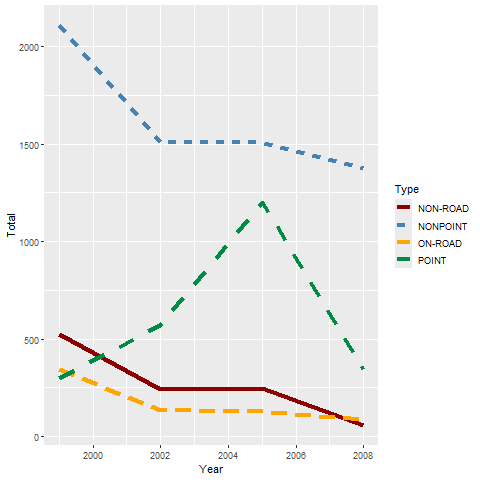 2000
1500
1000
500
0
Total
2000
2002
2004
2006
2008
Year
Type
NON-ROAD
NONPOINT
ON-ROAD
POINT